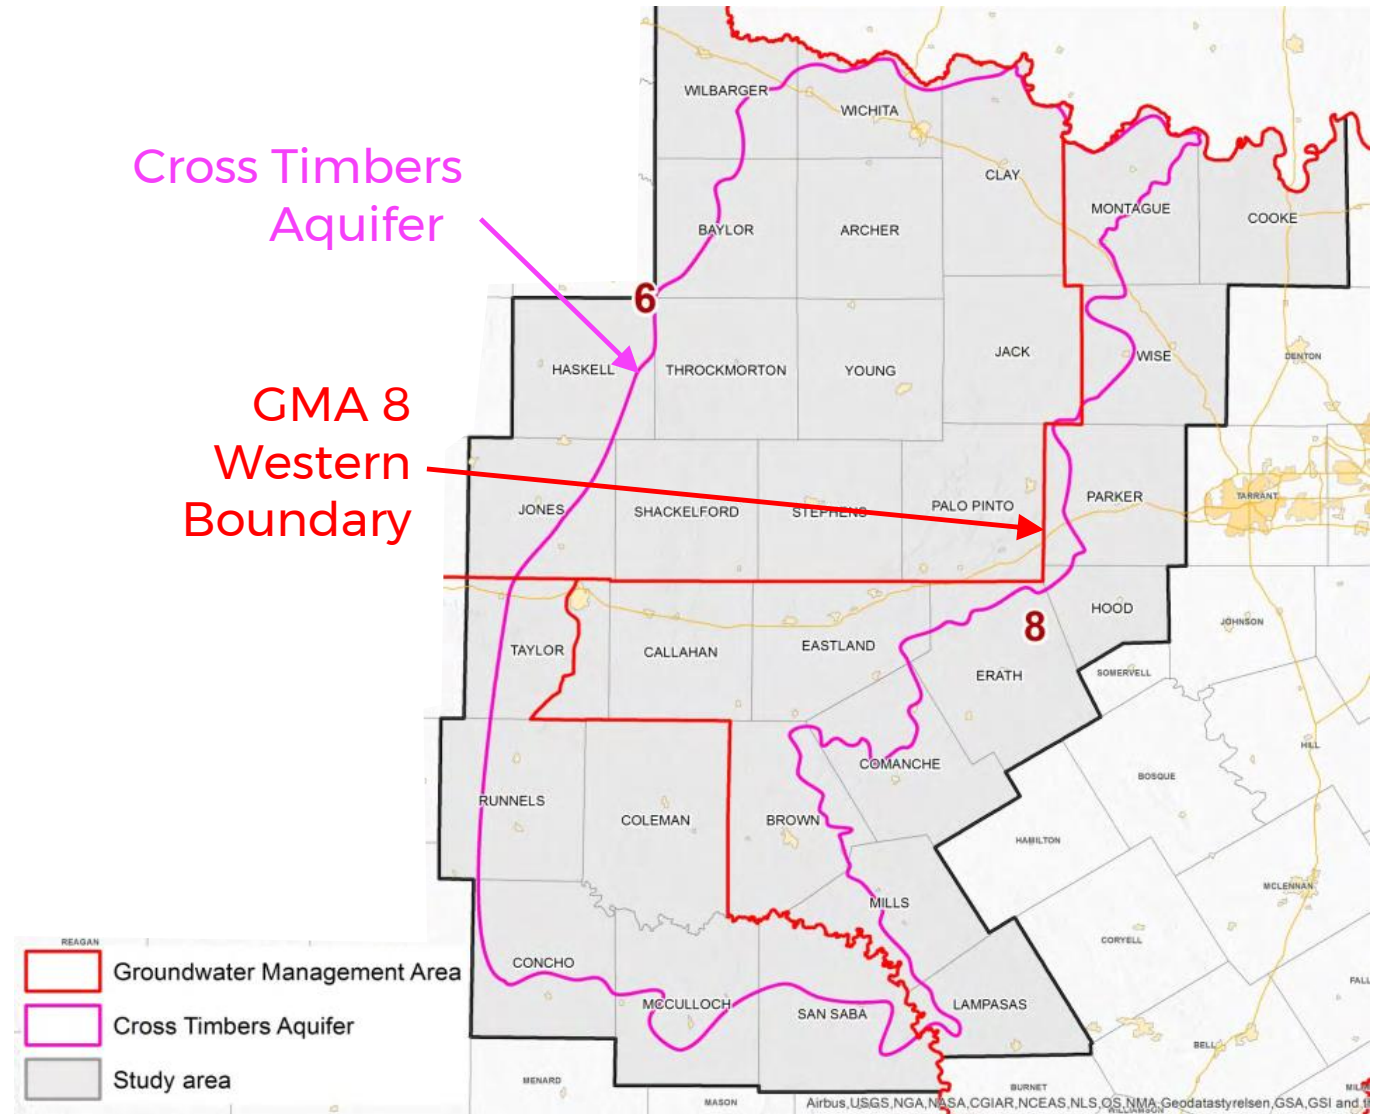 WILBARGER
WICHITA
Cross Timbers
Aquifer
CLAY
MONTAGUE
COOKE
BAYLOR
ARCHER
6
HASKELL
THROCKMORTON
YOUNG
JACK
WISE
DENTON
GMA 8
Western
Boundary
JONES
SHACKELFORD
STEPHENS
PALO PINTO
PARKER
TARRANT
HOOD
8
JOHNSON
TAYLOR
CALLAHAN
EASTLAND
ERATH
SOMERVELL
HILL
COMANCHE
BOSQUE
RUNNELS
COLEMAN
BROWN
HAMILTON
MCLENNAN
MILLS
CORYELL
REAGAN
CONCHO
FALL
Groundwater Management Area
MCCULLOCH
SAN SABA
LAMPASAS
Cross Timbers Aquifer
BELL
Study area
MENARD
BURNET
MASON
Airbus,USGS,NGA,NASA,CGIAR,NCEAS,NLS,OS,NMA,Geodatastyrelsen,GSA,GSI and
WILLIAMSON